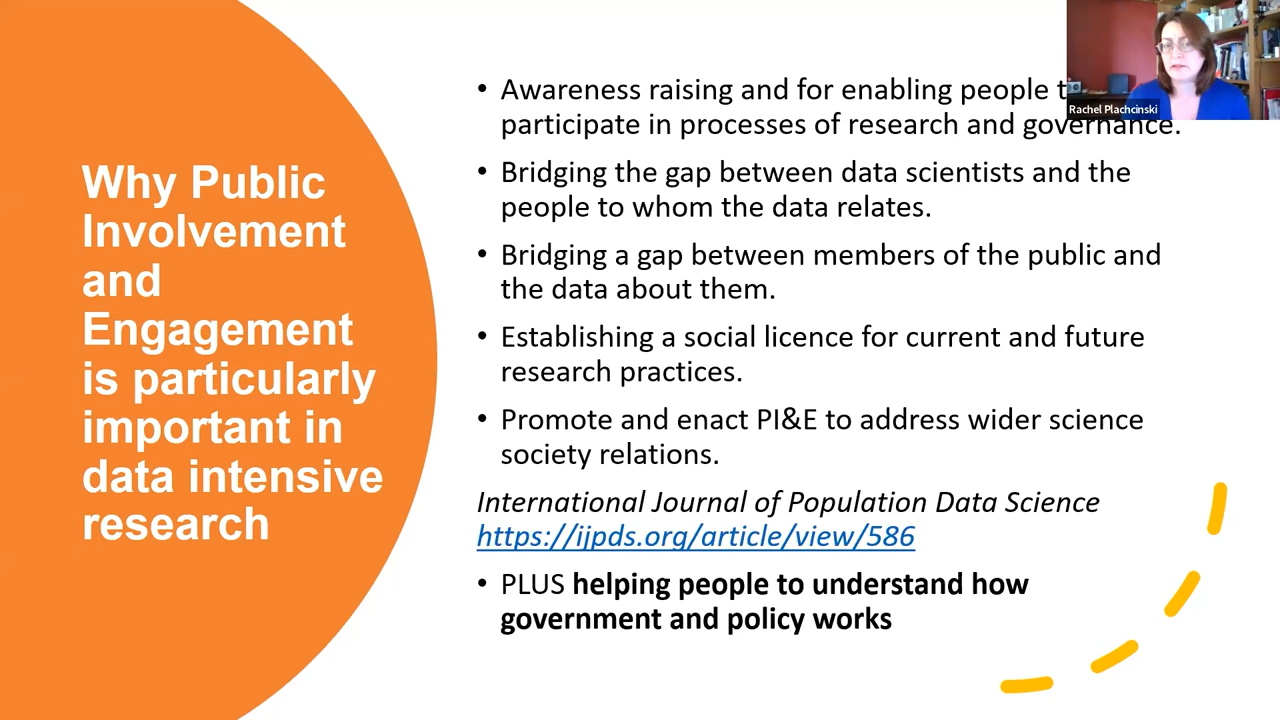 Why Public
Involvement
and
Engagement
is particularly
important in
data intensive
research
• Awareness raising and for enabling people
participate in processes of research and governance.
• Bridging the gap between data scientists and the
people to whom the data relates.
• Bridging a gap between members of the public and
the data about them.
• Establishing a social licence for current and future
research practices.
• Promote and enact PI&E to address wider science
society relations.
International Journal of Population Data Science
https://ijpds.org/article/view/586
• PLUS helping people to understand how
government and policy works
Rachel Plachcinski